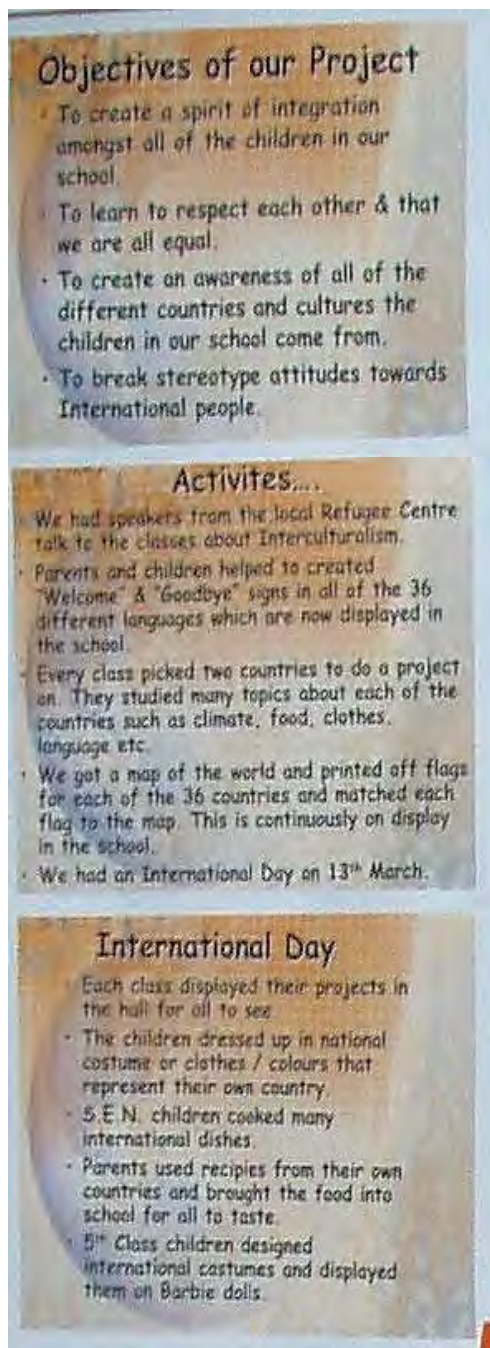 Objectives of our Project
· To create a spirit of integration
amongst all of the children in our
school.
· To learn to respect each other & that
we are all equal.
· To create an awareness of all of the
different countries and cultures the
children in our school come from.
· To break stereotype attitudes towards
International people.
Activites....
· We had speakers from the local Refugee Centre
talk to the classes about Interculturalism.
· Parents and children helped to created
"Welcome" & "Goodbye" signs in all of the 36
different languages which are now displayed in
the school.
· Every class picked two countries to do a project
on. They studied many topics about each of the
countries such as climate, food, clothes,
language etc.
· We got a map of the world and printed off flags
for each of the 36 countries and matched each
flag to the map. This is continuously on display
in the school.
· We had an International Day on 13th March.
International Day
· Each class displayed their projects in
the hall for all to see.
· The children dressed up in national
costume or clothes / colours that
represent their own country.
· S.E.N. children cooked many
international dishes.
· Parents used recipies from their own
countries and brought the food into
school for all to taste.
· 5th Class children designed
international costumes and displayed
them on Barbie dolls.